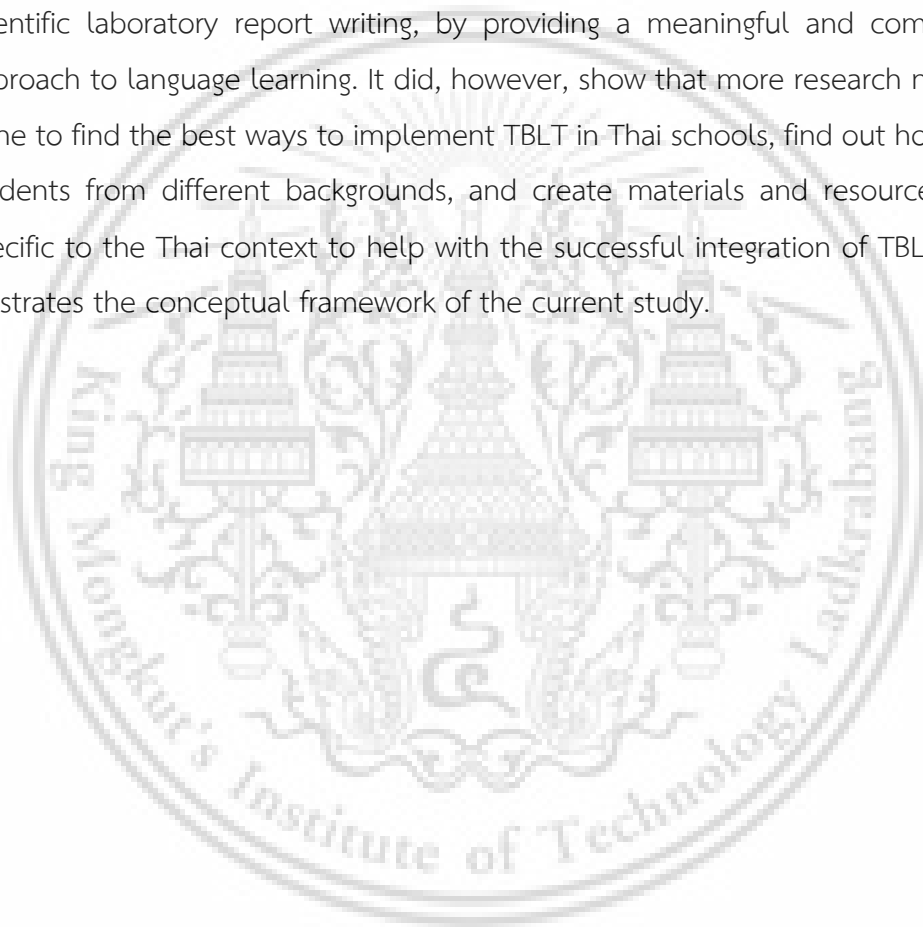 entific laboratory report writing, by providing a meaningful and com
proach to language learning. It did, however, show that more research n
ne to find the best ways to implement TBLT in Thai schools, find out ho
dents from different backgrounds, and create materials and resource
ecific to the Thai context to help with the successful integration of TBL
strates the conceptual framework of the current study.
King Mongkut's Institute of Technology Ladkrabang